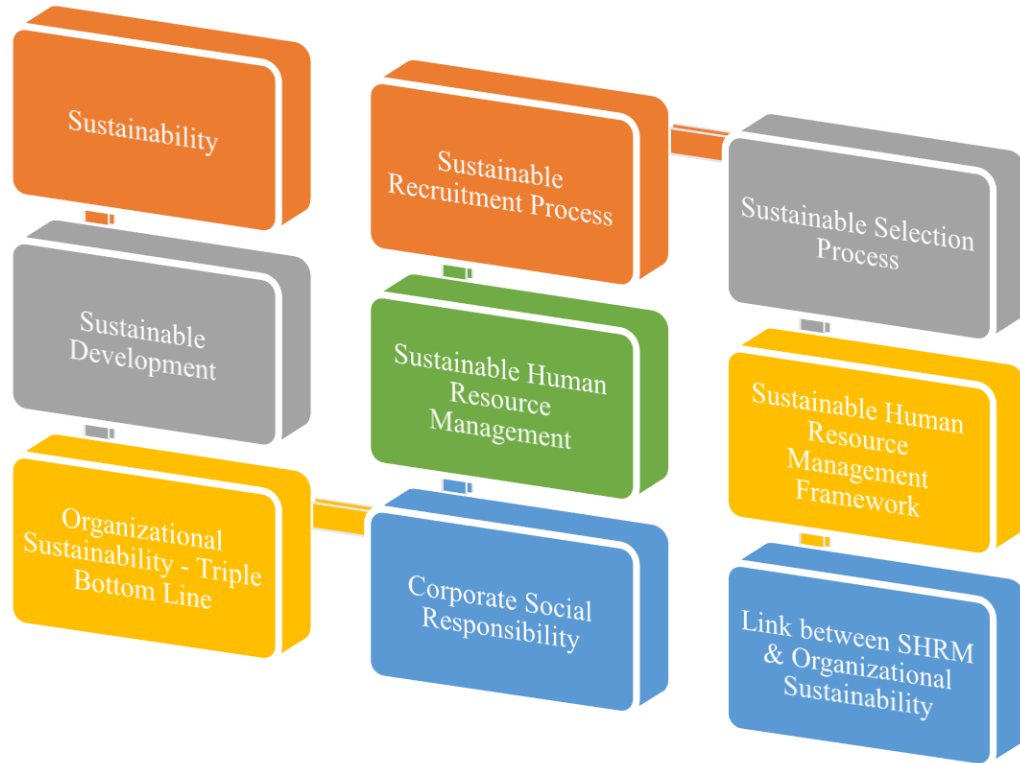 Sustainability
Sustainable
Development
Organizational
Sustainability - Triple
Bottom Line
Corporate Social
Responsibility
Sustainable Human
Resource
Management
Sustainable
Recruitment Process
Sustainable Selection
Process
Sustainable Human
Resource
Management
Framework
Link between SHRM
& Organizational
Sustainability